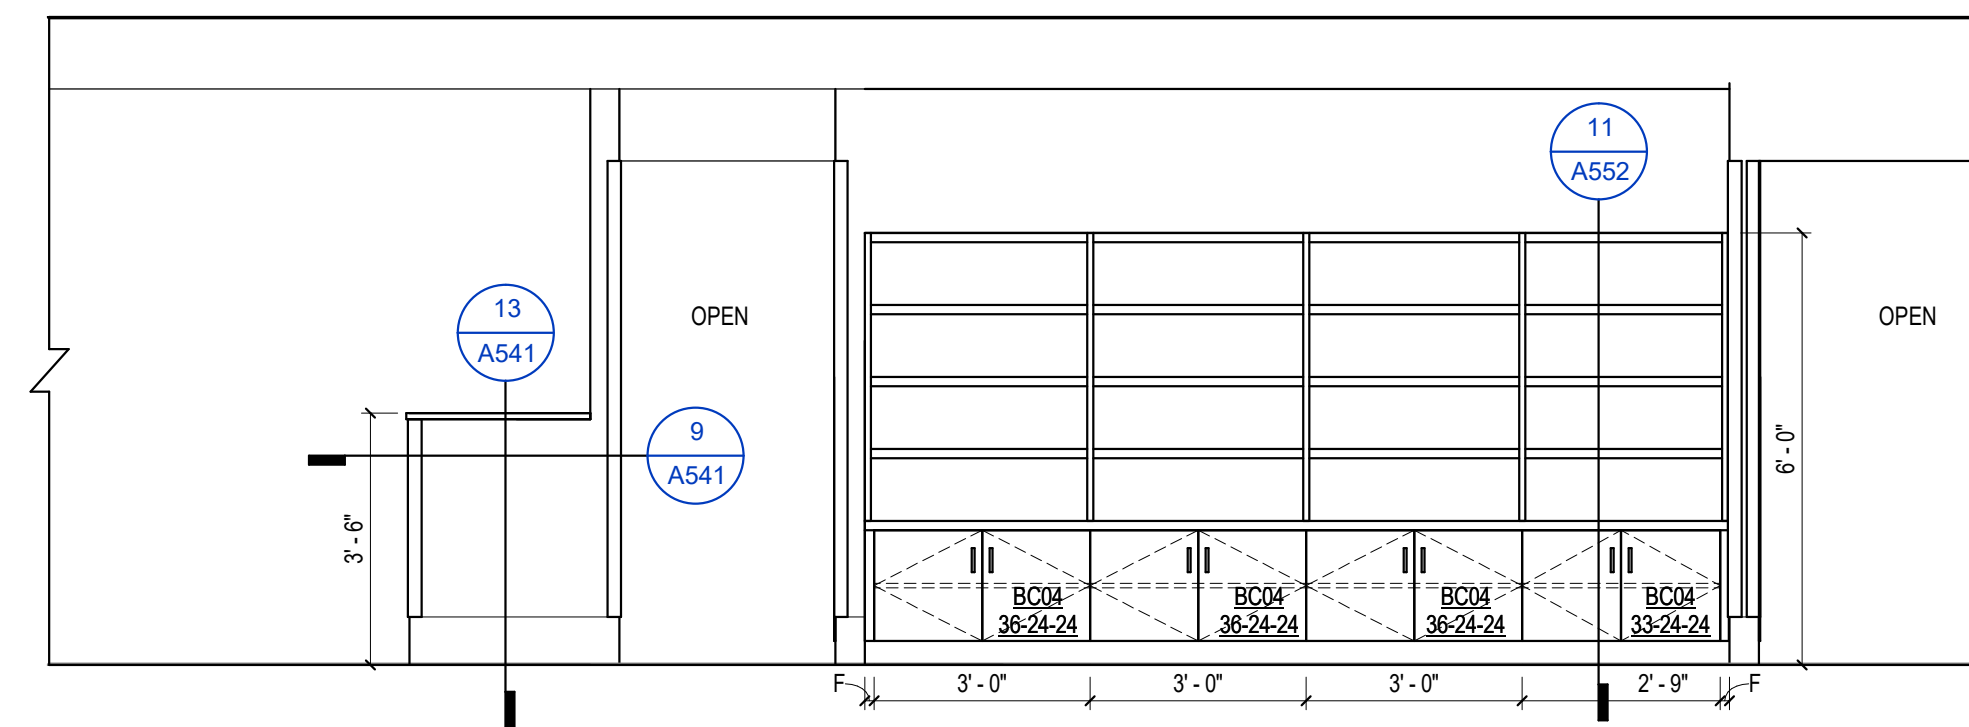 11
A552
13
A541
OPEN
OPEN
9
A541
6' - 0"
3' - 6"
BC04
36-24-24
BC04
36-24-24
BC04
36-24-24
BC04
33-24-24
F
3' - 0"
3' - 0"
3' - 0"
2' - 9"
F